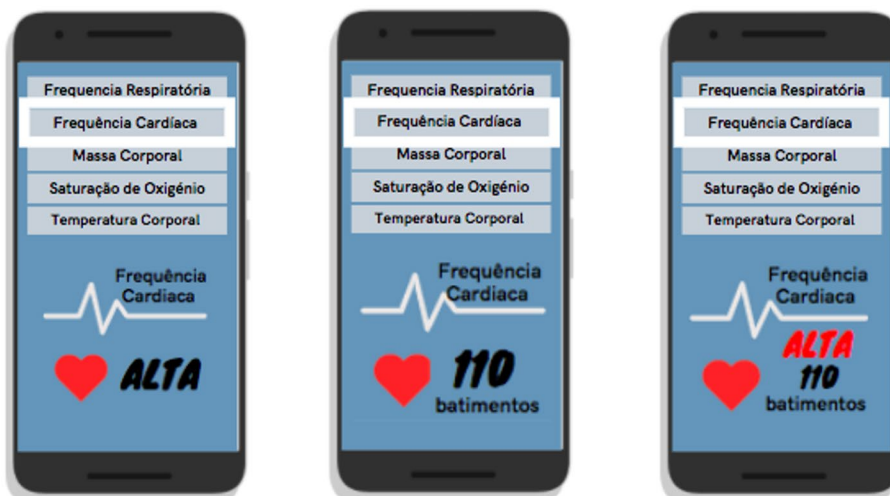 Frequencia Respiratória
Frequência Cardíaca
Massa Corporal
Saturação de Oxigénio
Temperatura Corporal
Frequência
Cardiaca
ALTA
Frequencia Respiratória
Frequência Cardíaca
Massa Corporal
Saturação de Oxigénio
Temperatura Corporal
Frequência
Cardiaca
110
batimentos
Frequencia Respiratória
Frequência Cardíaca
Massa Corporal
Saturação de Oxigénio
Temperatura Corporal
Frequência
Cardiaca
ALTA
110
batimentos